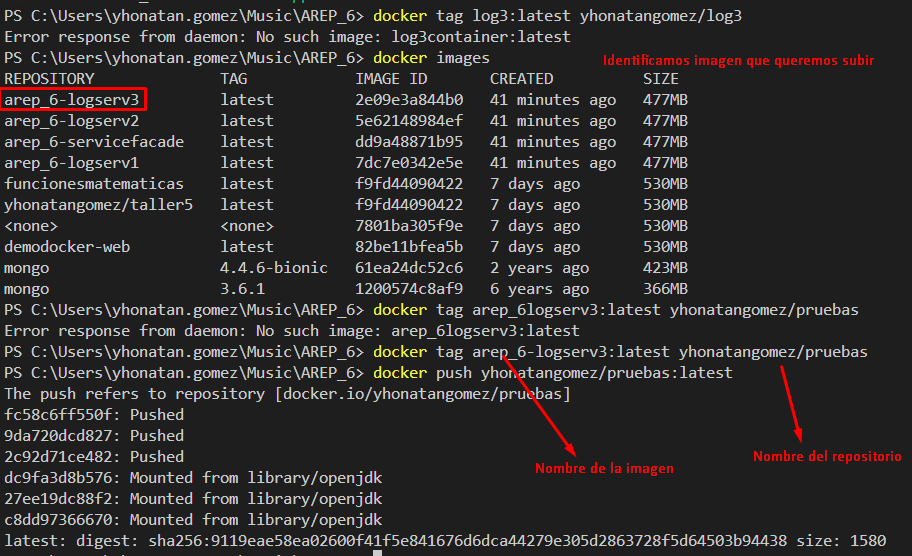 PS C:\Users\yhonatan.gomez\Music\AREP_6> docker tag log3:latest yhonatangomez/log3
Error response from daemon: No such image: log3container:latest
PS C:\Users\yhonatan.gomez\Music\AREP_6> docker images
Identificamos imagen que queremos subir
REPOSITORY TAG IMAGE ID CREATED SIZE
arep_6-logserv3 latest 2e09e3a844b0 41 minutes ago 477MB
arep_6-logserv2 latest 5e62148984ef 41 minutes ago 477MB
arep_6-servicefacade latest dd9a48871b95 41 minutes ago 477MB
arep_6-logserv1 latest 7dc7e0342e5e 41 minutes ago 477MB
funcionesmatematicas latest f9fd44090422 7 days ago 530MB
yhonatangomez/taller5 latest f9fd44090422 7 days ago 530MB
<none> <none> 7801ba305f9e 7 days ago 530MB
demodocker-web latest 82be11bfea5b 7 days ago 530MB
mongo 4.4.6-bionic 61ea24dc52c6 2 years ago 423MB
mongo 3.6.1 1200574c8af9 6 years ago 366MB
PS C:\Users\yhonatan.gomez\Music\AREP_6> docker tag arep_6logserv3:latest yhonatangomez/pruebas
Error response from daemon: No such image: arep_6logserv3:latest
PS C:\Users\yhonatan.gomez\Music\AREP_6> docker tag arep_6-logserv3:latest yhonatangomez/pruebas
PS C:\Users\yhonatan.gomez\Music\AREP_6> docker push yhonatangomez/pruebas:latest
The push refers to repository [docker.io/yhonatangomez/pruebas]
fc58c6ff550f: Pushed
9da720dcd827: Pushed
2c92d71ce482: Pushed
Nombre del repositorio
Nombre de la imagen
dc9fa3d8b576: Mounted from library/openjdk
27ee19dc88f2: Mounted from library/openjdk
c8dd97366670: Mounted from library/openjdk
latest: digest: sha256:9119eae58ea02600f41f5e841676d6dca44279e305d2863728f5d64503b94438 size: 1580